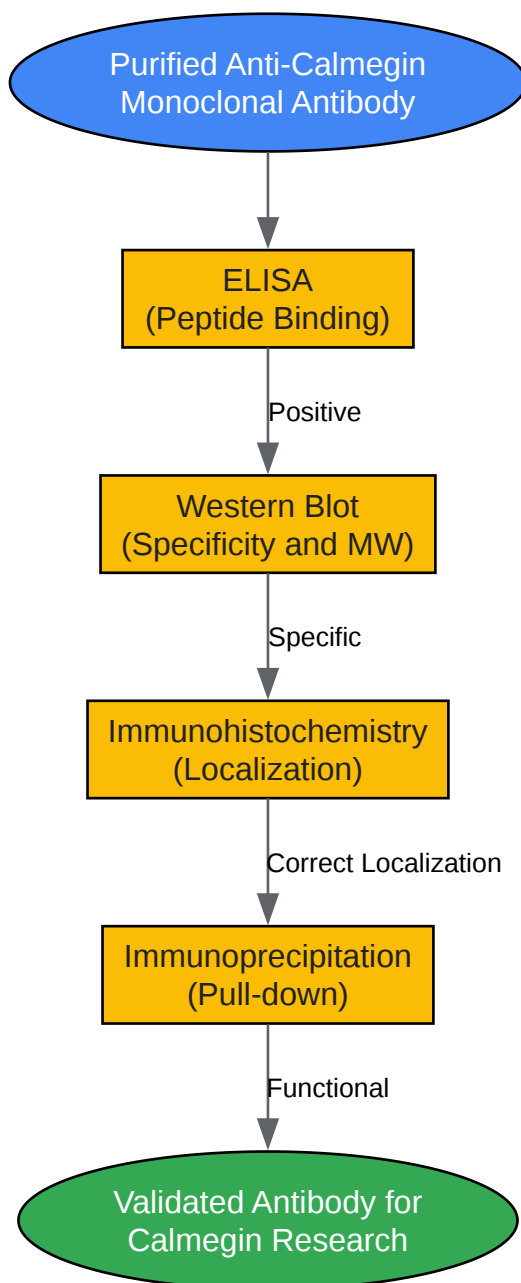 Purified Anti-Calmegin
Monoclonal Antibody
ELISA
(Peptide Binding)
Positive
Western Blot
(Specificity and MW)
Specific
Immunohistochemistry
(Localization)
Correct Localization
Immunoprecipitation
(Pull-down)
Functional
Validated Antibody for
Calmegin Research